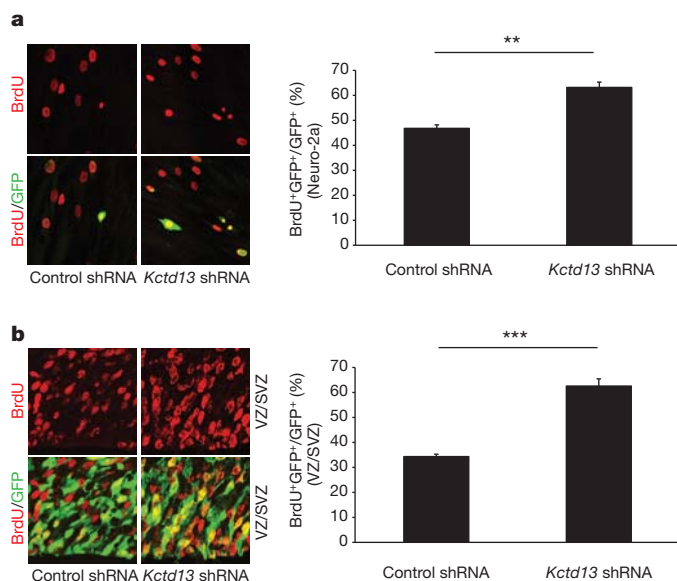 a
BrdU
BrdU/GFP
Control shRNA Kctd13 shRNA
**
BrdU⁺GFP⁺/GFP⁺ (%)
(Neuro-2a)
70
60
50
40
30
20
10
0
Control shRNA Kctd13 shRNA
b
BrdU
VZ/SVZ
BrdU/GFP
VZ/SVZ
Control shRNA Kctd13 shRNA
***
BrdU⁺GFP⁺/GFP⁺ (%)
(VZ/SVZ)
70
60
50
40
30
20
10
0
Control shRNA Kctd13 shRNA